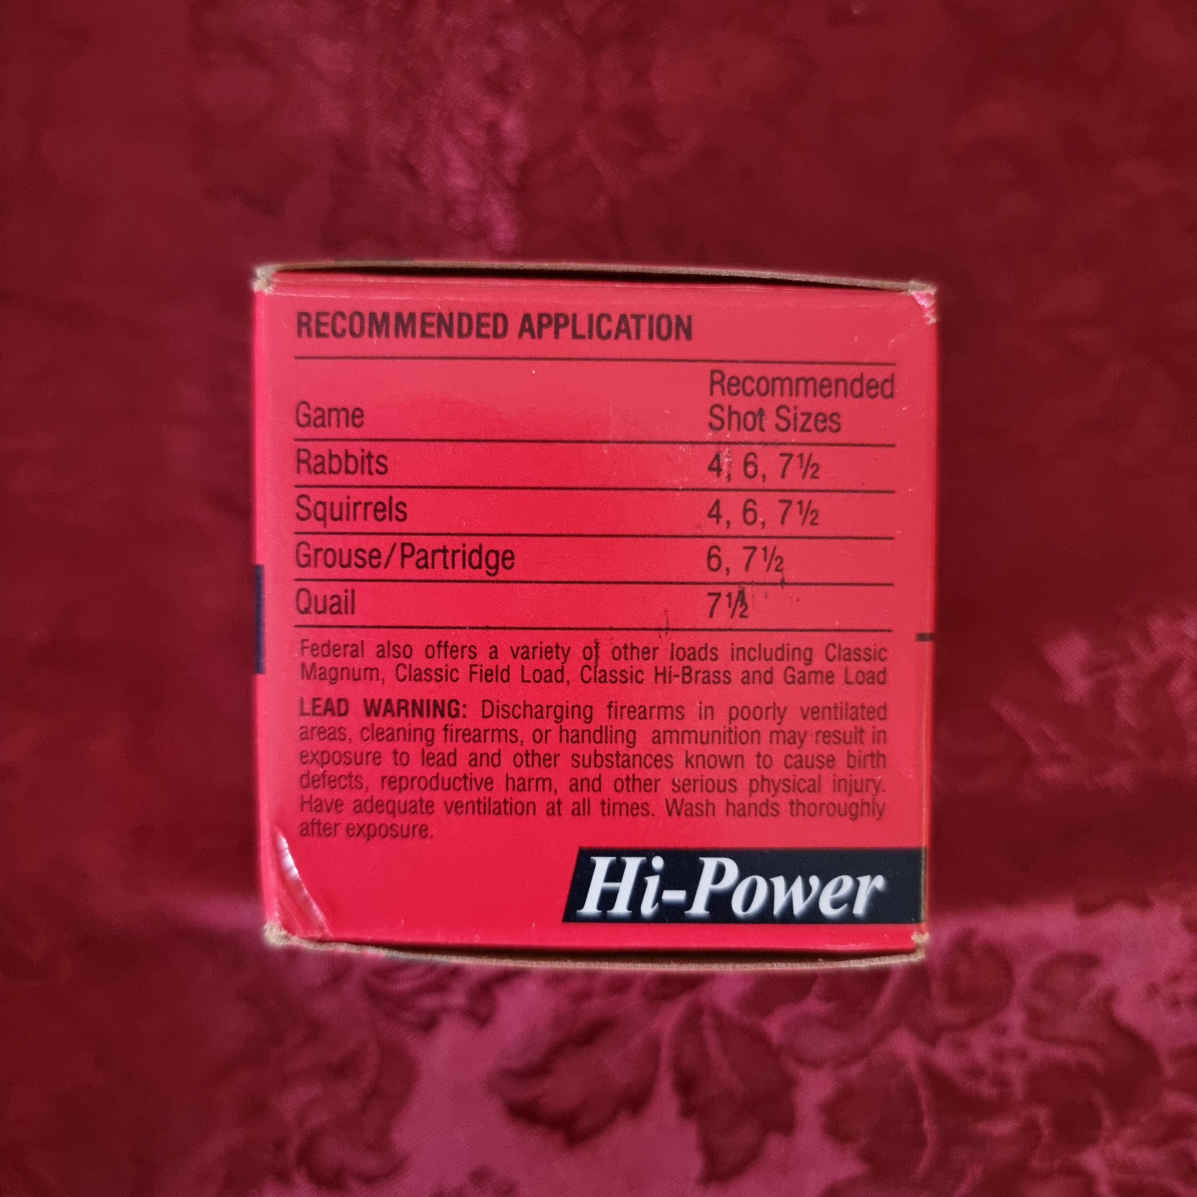 RECOMMENDED APPLICATION
Game Recommended Shot Sizes
Rabbits 4, 6, 7½
Squirrels 4, 6, 7½
Grouse/Partridge 6, 7½
Quail 7½
Federal also offers a variety of other loads including Classic
Magnum, Classic Field Load, Classic Hi-Brass and Game Load
LEAD WARNING: Discharging firearms in poorly ventilated
areas, cleaning firearms, or handling ammunition may result in
exposure to lead and other substances known to cause birth
defects, reproductive harm, and other serious physical injury.
Have adequate ventilation at all times. Wash hands thoroughly
after exposure.
Hi-Power